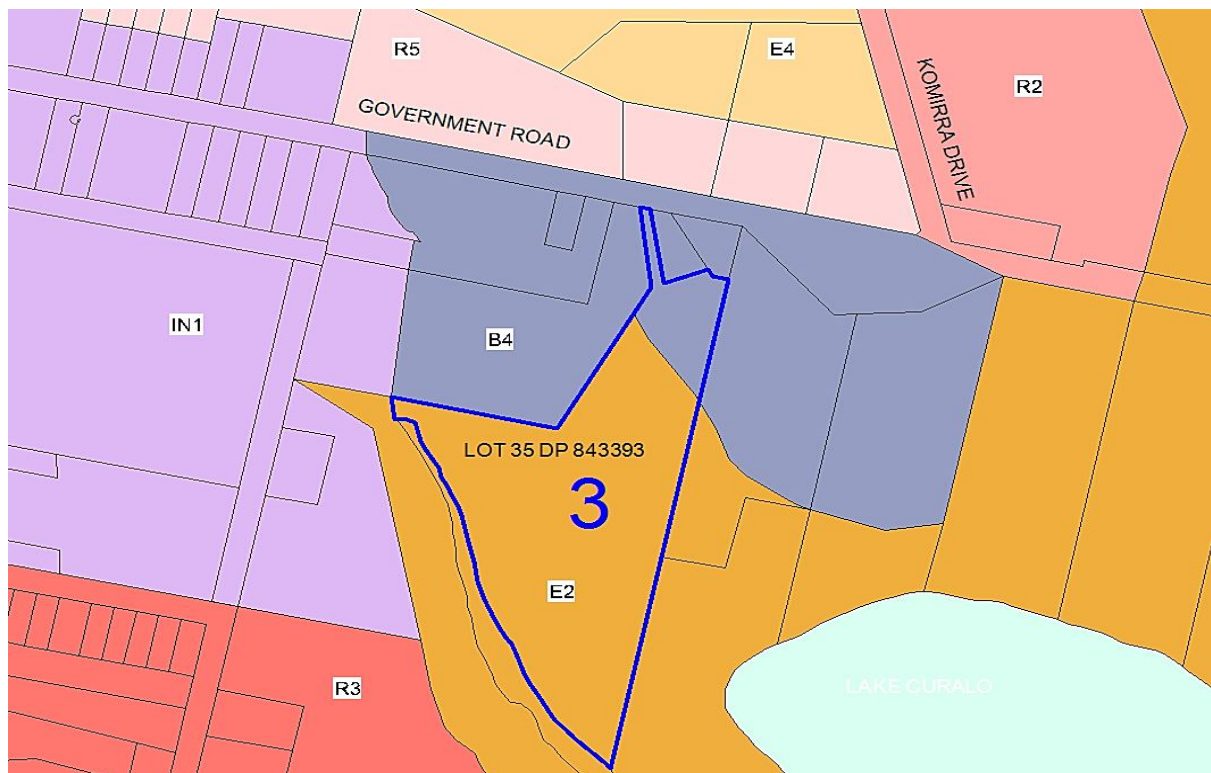 R5
E4
R2
KOMIRRA DRIVE
GOVERNMENT ROAD
IN1
B4
LOT 35 DP 843393
3
E2
R3
LAKE CURALO